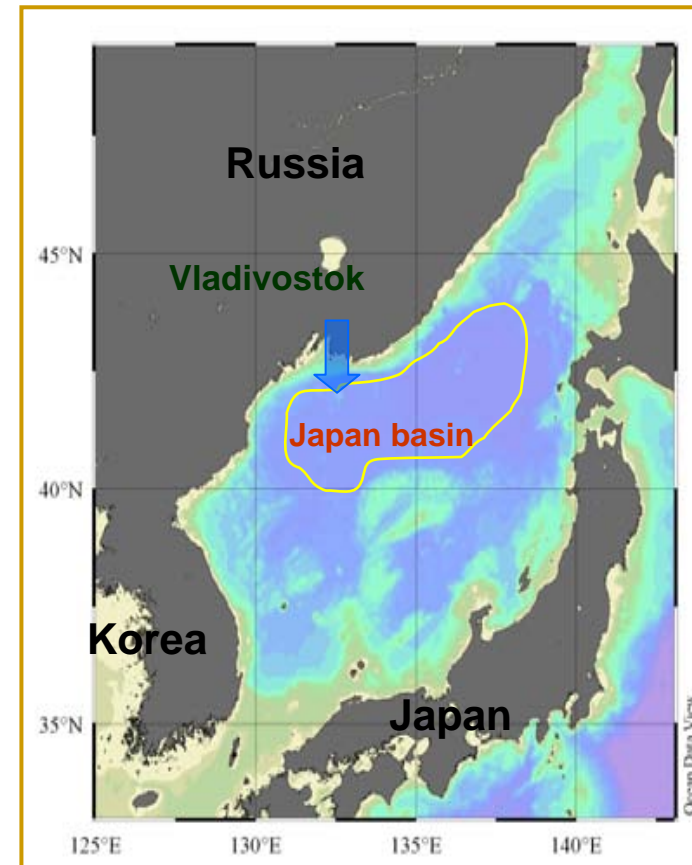 Russia
45°N
Vladivostok
Japan basin
40°N
Korea
Japan
35°N
Ocean Data View
125°E
130°E
135°E
140°E